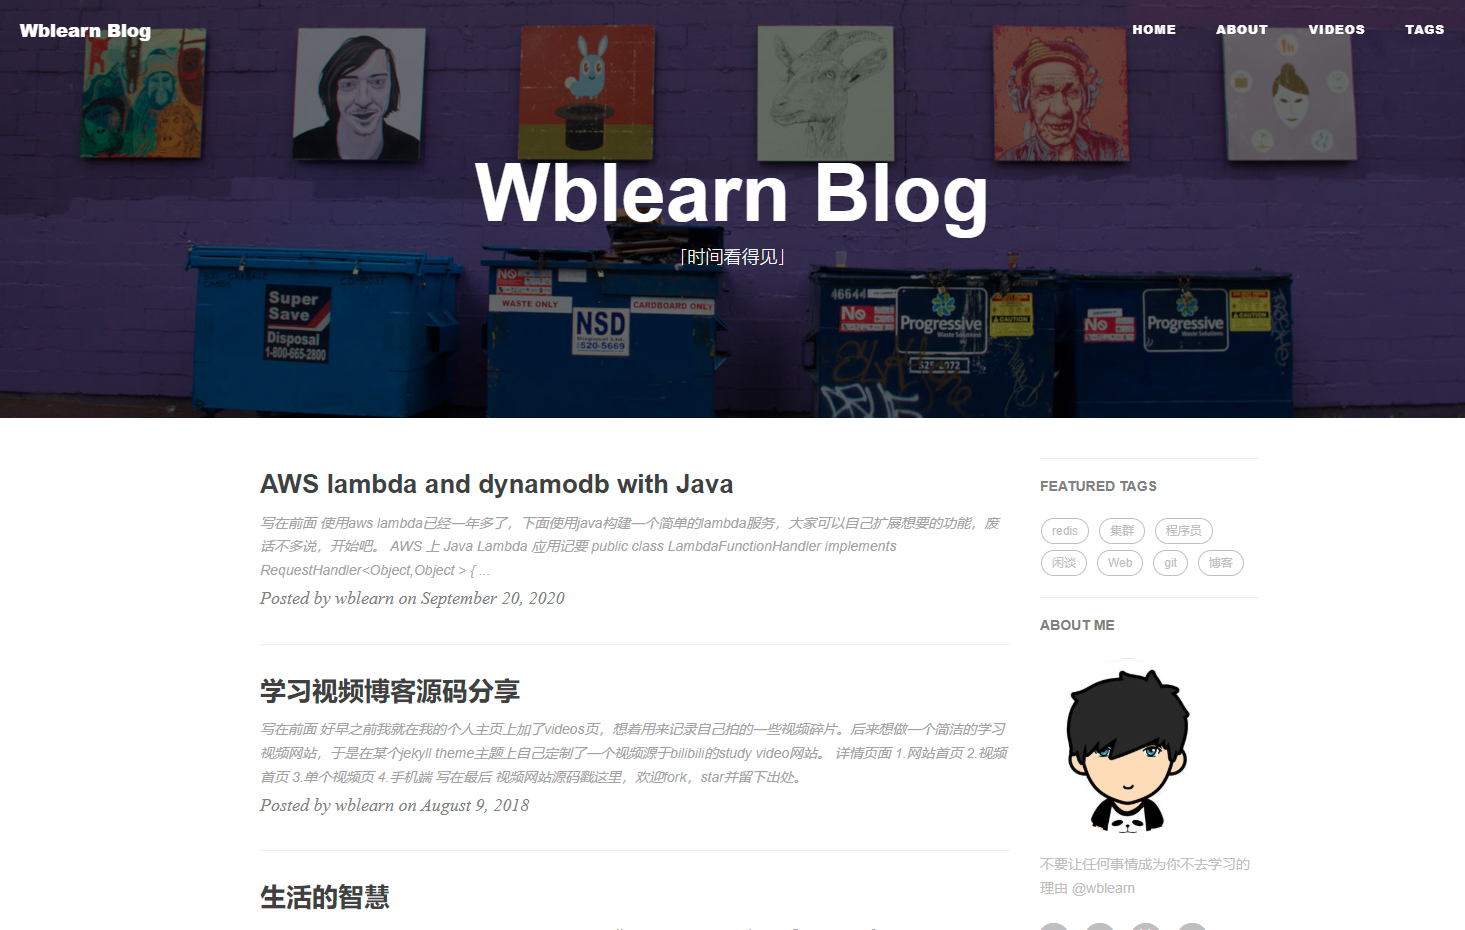 Wblearn Blog
HOME ABOUT VIDEOS TAGS
Wblearn Blog
「时间看得见」
Super
Save
Disposal
1-800-665-2800
NO
WASTE ONLY
CARDBOARD ONLY
NSD
Disposal Ltd.
520-5669
46644
No
Progressive
Waste Solutions
CAUTION
NO
Progressive
Waste Solutions
CAUTION
AWS lambda and dynamodb with Java
写在前面 使用aws lambda已经一年多了，下面使用java构建一个简单的lambda服务，大家可以自己扩展想要的功能，废
话不多说，开始吧。 AWS 上 Java Lambda 应用记要 public class LambdaFunctionHandler implements
RequestHandler<Object,Object > { ...
Posted by wblearn on September 20, 2020
学习视频博客源码分享
写在前面 好早之前我就在我的个人主页上加了videos页，想着用来记录自己拍的一些视频碎片。后来想做一个简洁的学习
视频网站，于是在某个jekyll theme主题上自己定制了一个视频源于bilibili的study video网站。 详情页面 1.网站首页 2.视频
首页 3.单个视频页 4.手机端 写在最后 视频网站源码戳这里，欢迎fork，star并留下出处。
Posted by wblearn on August 9, 2018
生活的智慧
FEATURED TAGS
redis 集群 程序员
闲谈 Web git 博客
ABOUT ME
不要让任何事情成为你不去学习的
理由 @wblearn